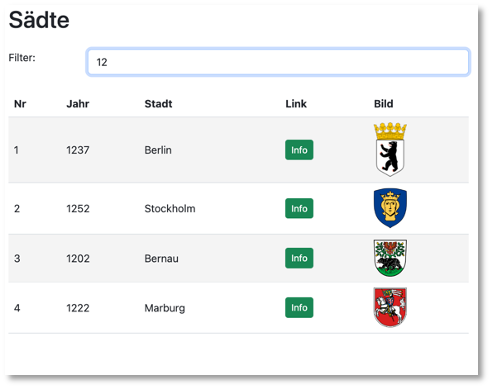 Sädte
Filter: 12
Nr Jahr Stadt Link Bild
1 1237 Berlin Info
2 1252 Stockholm Info
3 1202 Bernau Info
4 1222 Marburg Info